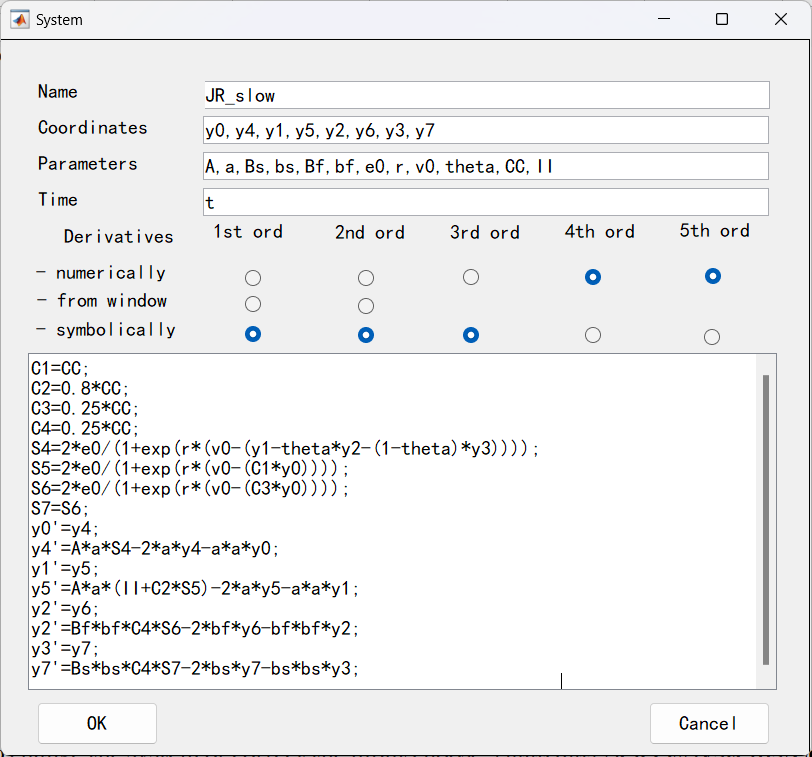 System
Name JR_slow
Coordinates y0,y4,y1,y5,y2,y6,y3,y7
Parameters A,a,Bs,bs,Bf,bf,e0,r,v0,theta,CC,II
Time t
Derivatives 1st ord 2nd ord 3rd ord 4th ord 5th ord
- numerically
- from window
- symbolically
C1=CC;
C2=0.8*CC;
C3=0.25*CC;
C4=0.25*CC;
S4=2*e0/(1+exp(r*(v0-(y1-theta*y2-(1-theta)*y3))));
S5=2*e0/(1+exp(r*(v0-(C1*y0))));
S6=2*e0/(1+exp(r*(v0-(C3*y0))));
S7=S6;
y0'=y4;
y4'=A*a*S4-2*a*y4-a*a*y0;
y1'=y5;
y5'=A*a*(II+C2*S5)-2*a*y5-a*a*y1;
y2'=y6;
y2'=Bf*bf*C4*S6-2*bf*y6-bf*bf*y2;
y3'=y7;
y7'=Bs*bs*C4*S7-2*bs*y7-bs*bs*y3;
OK Cancel